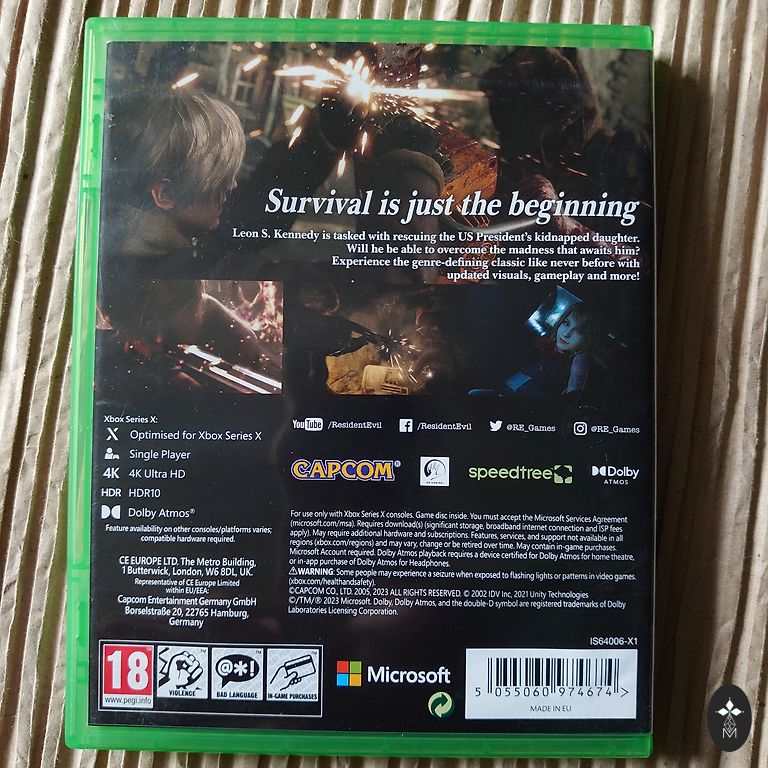 Survival is just the beginning
Leon S. Kennedy is tasked with rescuing the US President's kidnapped daughter.
Will he be able to overcome the madness that awaits him?
Experience the genre-defining classic like never before with
updated visuals, gameplay and more!
Xbox Series X:
X Optimised for Xbox Series X
Single Player
4K 4K Ultra HD
HDR HDR10
Dolby Atmos®
Feature availability on other consoles/platforms varies;
compatible hardware required.
CE EUROPE LTD. The Metro Building,
1 Butterwick, London, W6 8DL, UK.
Representative of CE Europe Limited
within EU/EEA:
Capcom Entertainment Germany GmbH
Borselstraße 20, 22765 Hamburg,
Germany
YouTube /ResidentEvil
f /ResidentEvil
@RE_Games
@RE_Games
CAPCOM®
speedtree
Dolby
ATMOS
For use only with Xbox Series X consoles. Game disc inside. You must accept the Microsoft Services Agreement
(microsoft.com/msa). Requires download(s) (significant storage, broadband internet connection and ISP fees
apply). May require additional hardware and subscriptions. Features, services, and support not available in all
regions (xbox.com/regions) and may vary, change or be retired over time. May contain in-game purchases.
Microsoft Account required. Dolby Atmos playback requires a device certified for Dolby Atmos for home theatre,
or in-app purchase of Dolby Atmos for Headphones.
⚠WARNING: Some people may experience a seizure when exposed to flashing lights or patterns in video games.
(xbox.com/healthandsafety).
©CAPCOM CO., LTD. 2005, 2023 ALL RIGHTS RESERVED. © 2002 IDV Inc, 2021 Unity Technologies
©/TM/® 2023 Microsoft. Dolby, Dolby Atmos, and the double-D symbol are registered trademarks of Dolby
Laboratories Licensing Corporation.
IS64006-X1
18
www.pegi.info
VIOLENCE
@*!
BAD LANGUAGE
IN-GAME PURCHASES
TM
TM
TM
Microsoft
5 055060 974674 >
MADE IN EU
M